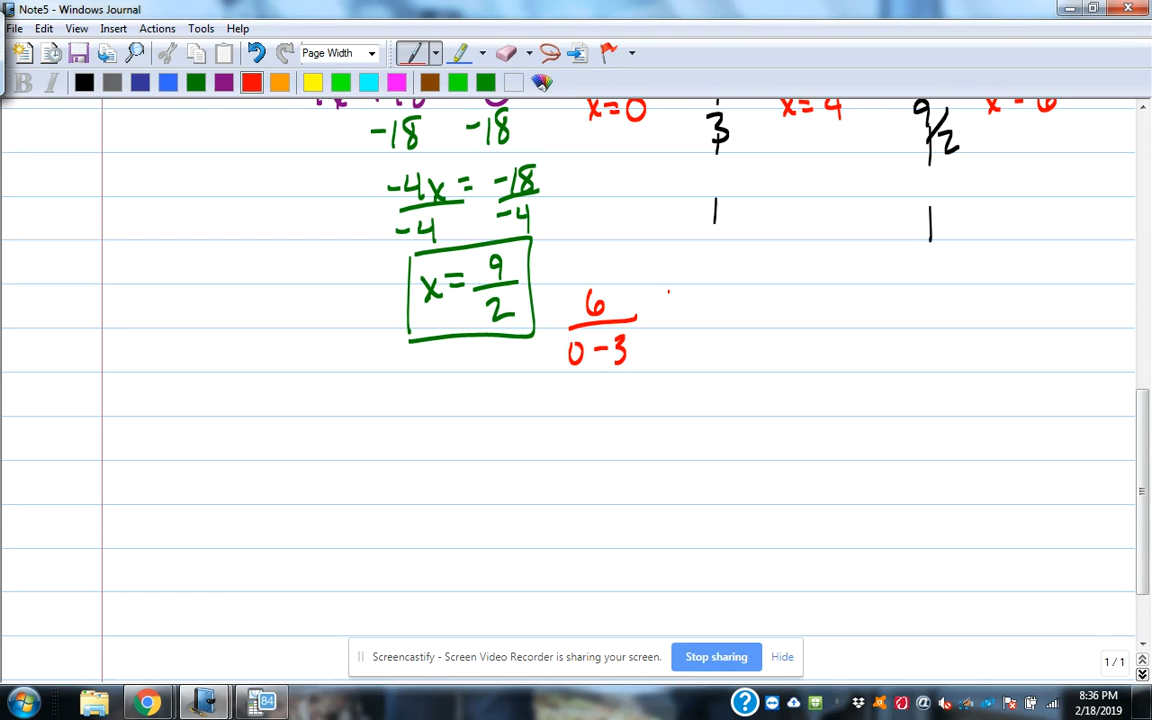 Note5 - Windows Journal
File Edit View Insert Actions Tools Help
Page Width
B I
x=0 x=4 x=6
3 9/2
-18 -18
-4x = -18
-4 -4
x = 9
2
6
0-3
Screencastify - Screen Video Recorder is sharing your screen. Stop sharing Hide
1 / 1
84
8:36 PM
2/18/2019